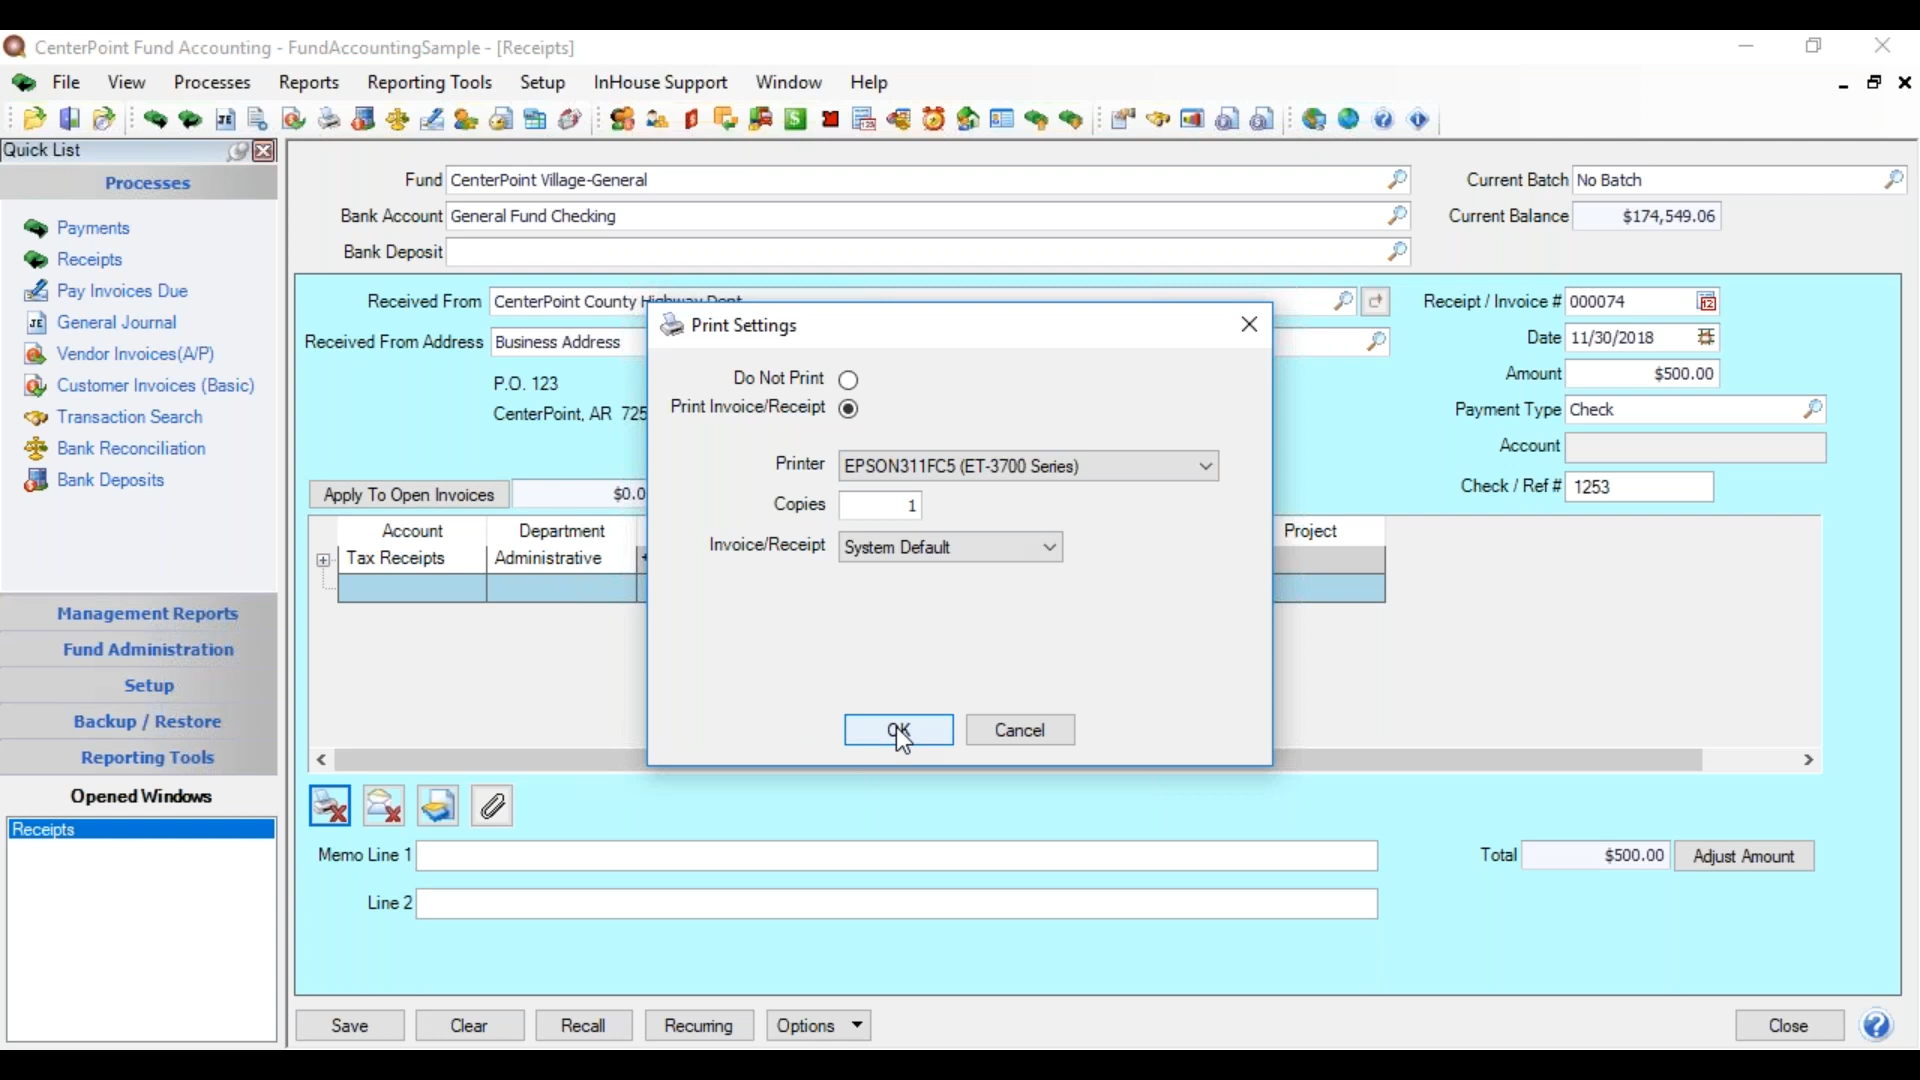 CenterPoint Fund Accounting - FundAccountingSample - [Receipts]
File View Processes Reports Reporting Tools Setup InHouse Support Window Help
Quick List
Processes
Payments
Receipts
Pay Invoices Due
General Journal
Vendor Invoices(A/P)
Customer Invoices (Basic)
Transaction Search
Bank Reconciliation
Bank Deposits
Management Reports
Fund Administration
Setup
Backup / Restore
Reporting Tools
Opened Windows
Receipts
Fund CenterPoint Village-General
Bank Account General Fund Checking
Bank Deposit
Current Batch No Batch
Current Balance $174,549.06
Received From CenterPoint County Highway Dept
Received From Address Business Address
P.O. 123
CenterPoint, AR 725
Receipt / Invoice # 000074
Date 11/30/2018
Amount $500.00
Payment Type Check
Account
Check / Ref # 1253
Apply To Open Invoices $0.0
Account Department Project
Tax Receipts Administrative
Print Settings
Do Not Print
Print Invoice/Receipt
Printer EPSON311FC5 (ET-3700 Series)
Copies 1
Invoice/Receipt System Default
OK Cancel
Memo Line 1
Line 2
Total $500.00 Adjust Amount
Save Clear Recall Recurring Options Close